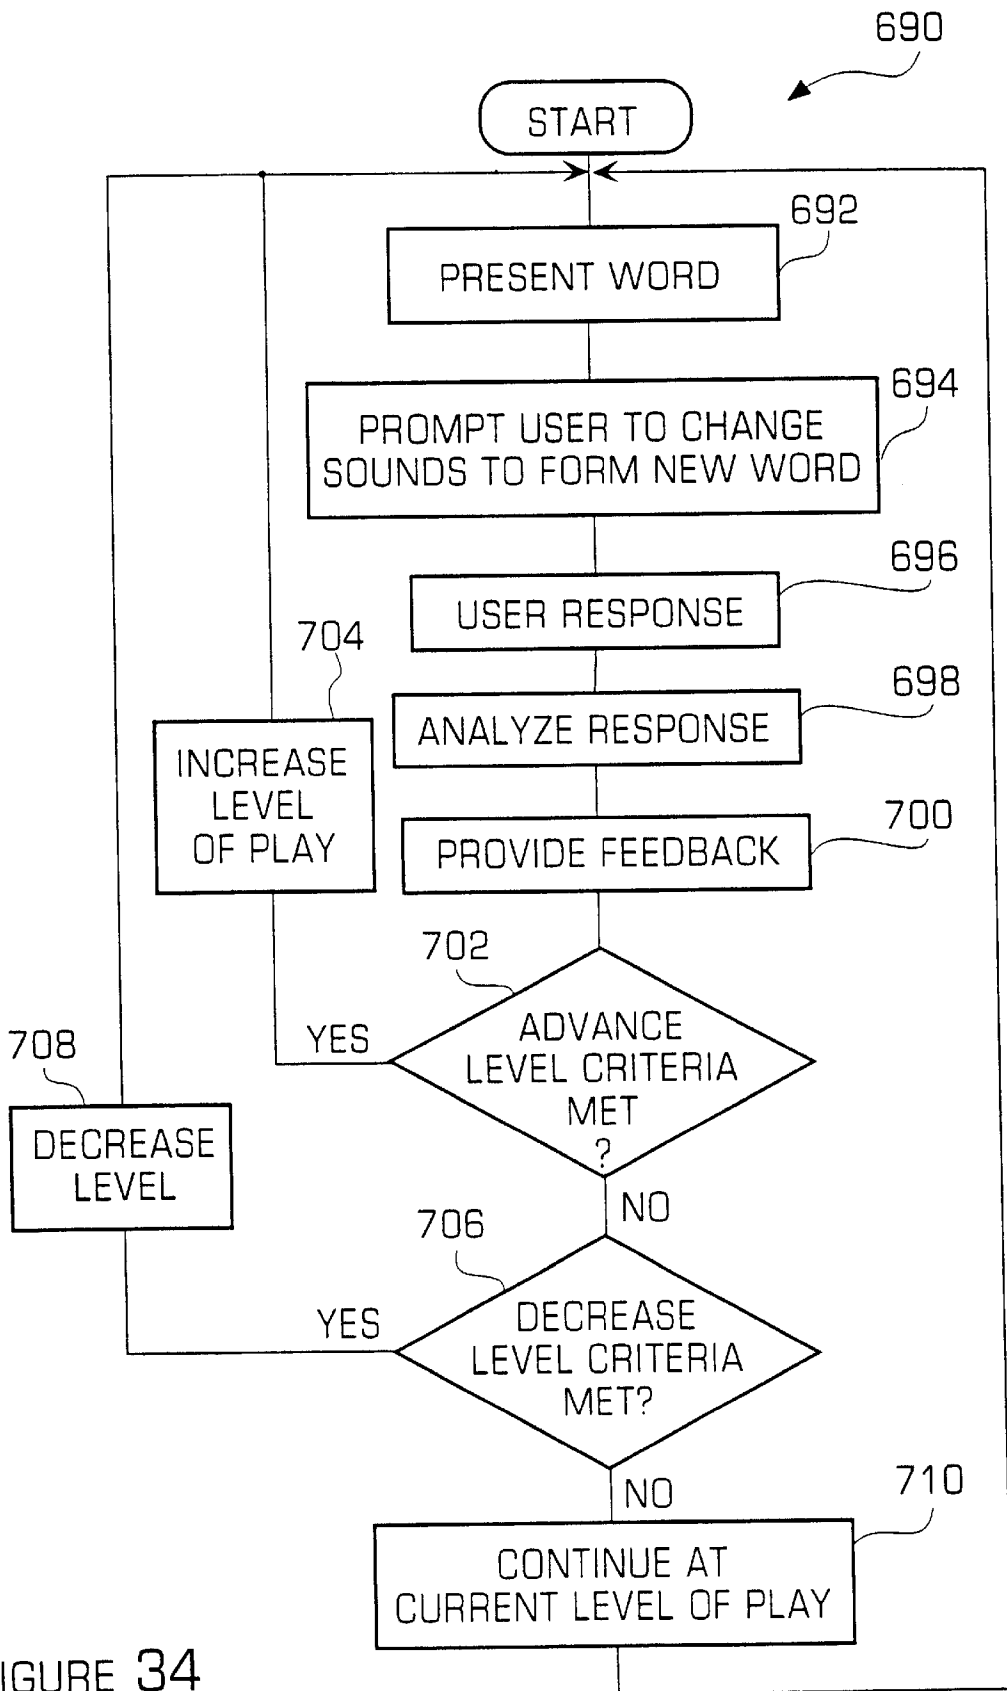 690
START
692
PRESENT WORD
694
PROMPT USER TO CHANGE
SOUNDS TO FORM NEW WORD
696
USER RESPONSE
698
ANALYZE RESPONSE
704
INCREASE
LEVEL
OF PLAY
700
PROVIDE FEEDBACK
702
ADVANCE
LEVEL CRITERIA
MET
?
YES
708
DECREASE
LEVEL
NO
706
DECREASE
LEVEL CRITERIA
MET?
YES
NO
710
CONTINUE AT
CURRENT LEVEL OF PLAY
IGURE 34